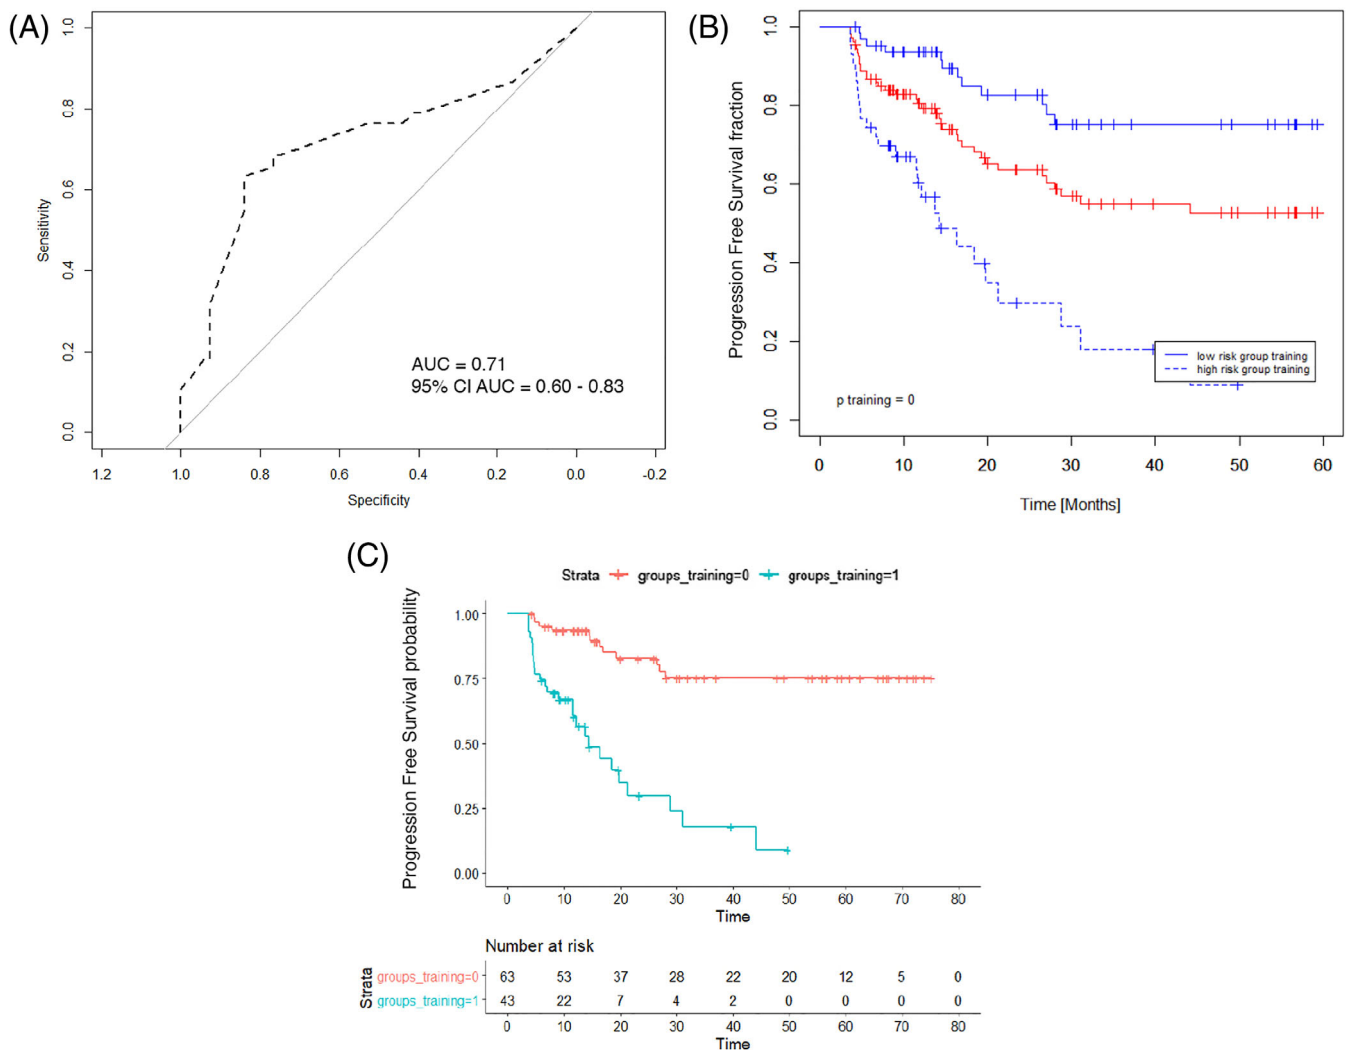 (A)
1.0
0.8
0.6
0.4
0.2
0.0
Sensitivity
AUC = 0.71
95% CI AUC = 0.60 - 0.83
1.2 1.0 0.8 0.6 0.4 0.2 0.0 -0.2
Specificity
(B)
1.0
0.8
0.6
0.4
0.2
0.0
Progression Free Survival fraction
low risk group training
high risk group training
p training = 0
0 10 20 30 40 50 60
Time [Months]
(C)
Strata groups_training=0 groups_training=1
Progression Free Survival probability
1.00
0.75
0.50
0.25
0.00
0 10 20 30 40 50 60 70 80
Time
Number at risk
Strata
groups_training=0 63 53 37 28 22 20 12 5 0
groups_training=1 43 22 7 4 2 0 0 0 0
0 10 20 30 40 50 60 70 80
Time